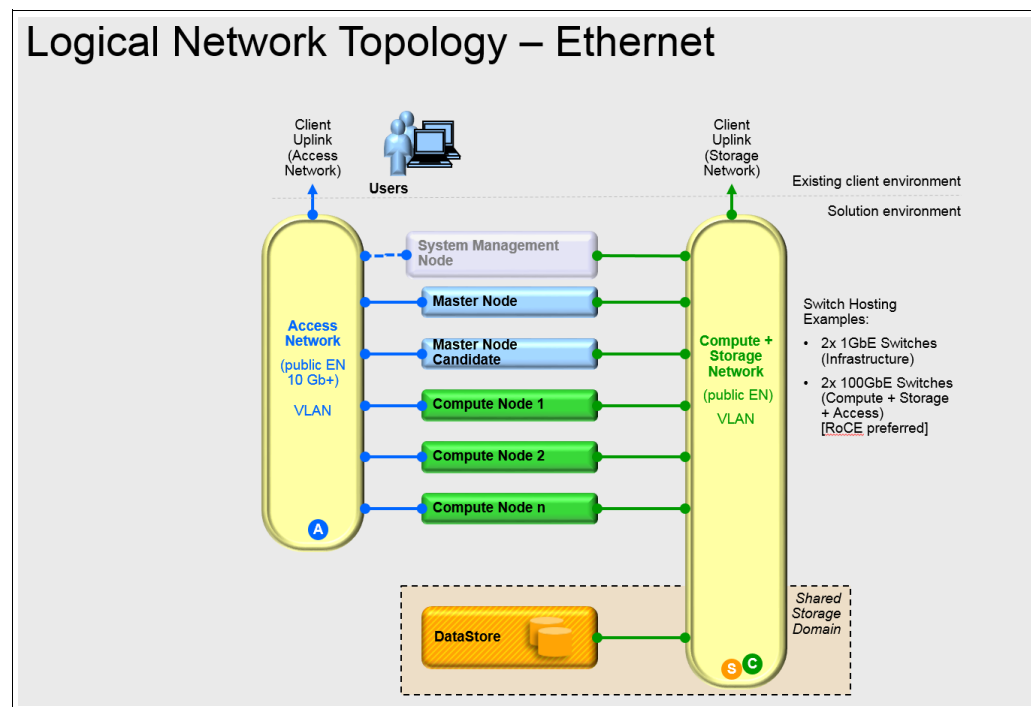 Logical Network Topology – Ethernet
Client
Uplink
(Access
Network)
Users
Client
Uplink
(Storage
Network)
Existing client environment
Solution environment
System Management
Node
Master Node
Master Node
Candidate
Compute Node 1
Compute Node 2
Compute Node n
Access
Network
(public EN
10 Gb+)
VLAN
A
Compute +
Storage
Network
(public EN)
VLAN
Switch Hosting
Examples:
• 2x 1GbE Switches
(Infrastructure)
• 2x 100GbE Switches
(Compute + Storage
+ Access)
[RoCE preferred]
DataStore
Shared
Storage
Domain
S
C